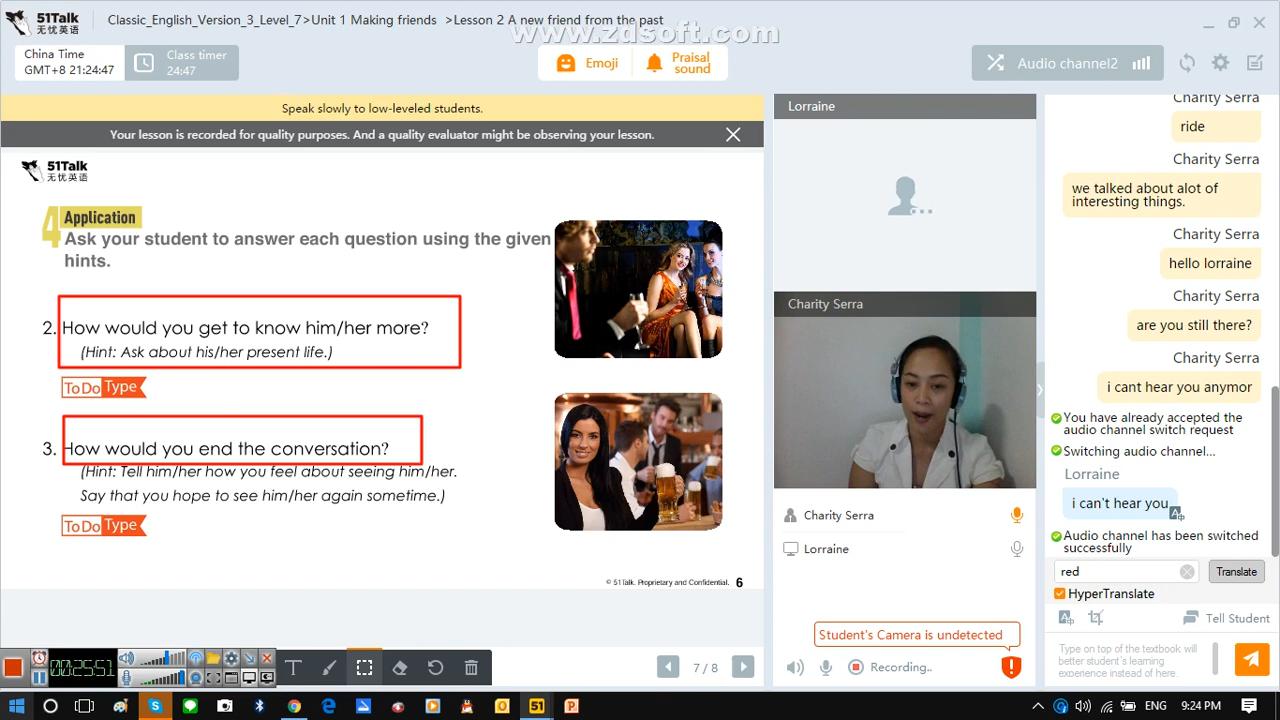 51Talk
无忧英语
Classic_English_Version_3_Level_7>Unit 1 Making friends >Lesson 2 A new friend from the past
www.zdsoft.com
China Time
GMT+8 21:24:47
Class timer
24:47
Emoji
Praisal
sound
Audio channel2
Speak slowly to low-leveled students.
Your lesson is recorded for quality purposes. And a quality evaluator might be observing your lesson.
51Talk
无忧英语
4 Application
Ask your student to answer each question using the given
hints.
2. How would you get to know him/her more?
(Hint: Ask about his/her present life.)
To Do Type
3. How would you end the conversation?
(Hint: Tell him/her how you feel about seeing him/her.
Say that you hope to see him/her again sometime.)
To Do Type
© 51Talk. Proprietary and Confidential. 6
00:25:51
7 / 8
Lorraine
Charity Serra
Charity Serra
Lorraine
Student's Camera is undetected
Recording..
Charity Serra
ride
Charity Serra
we talked about alot of
interesting things.
Charity Serra
hello lorraine
Charity Serra
are you still there?
Charity Serra
i cant hear you anymor
You have already accepted the
audio channel switch request
Switching audio channel...
Lorraine
i can't hear you
Audio channel has been switched
successfully
red
Translate
HyperTranslate
Tell Student
Type on top of the textbook will
better student's learning
experience instead of here.
51
ENG
9:24 PM